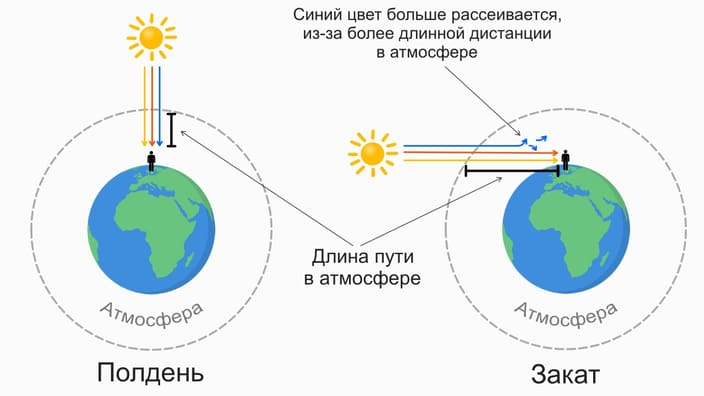 Синий цвет больше рассеивается,
из-за более длинной дистанции
в атмосфере
Длина пути
в атмосфере
Атмосфера
Атмосфера
Полдень
Закат